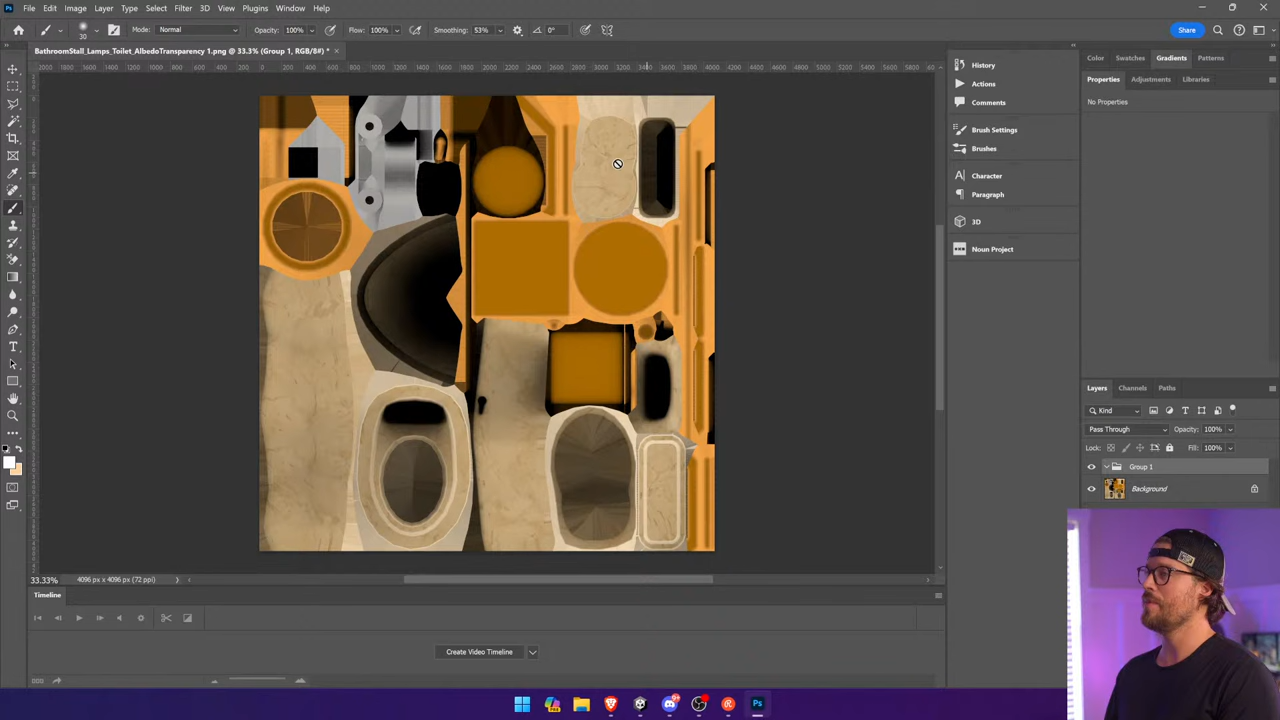 Ps File Edit Image Layer Type Select Filter 3D View Plugins Window Help
30 Mode: Normal Opacity: 100% Flow: 100% Smoothing: 53% 0° Share
BathroomStall_Lamps_Toilet_AlbedoTransparency 1.png @ 33.3% (Group 1, RGB/8#) *
History
Actions
Comments
Brush Settings
Brushes
Character
Paragraph
3D
Noun Project
Color Swatches Gradients Patterns
Properties Adjustments Libraries
No Properties
Layers Channels Paths
Kind
Pass Through Opacity: 100%
Lock: Fill: 100%
Group 1
Background
33.33% 4096 px x 4096 px (72 ppi)
Timeline
Create Video Timeline
Ps